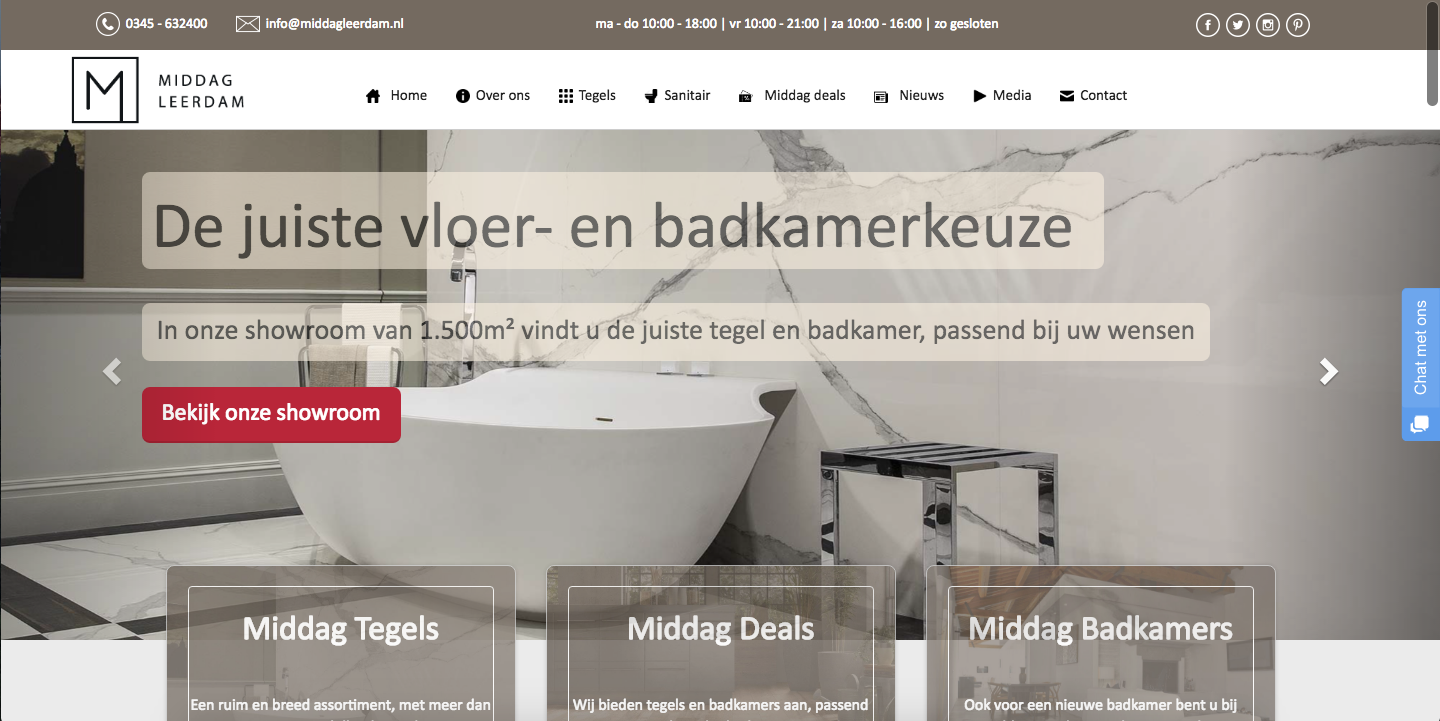 0345 - 632400
info@middagleerdam.nl
ma - do 10:00 - 18:00 | vr 10:00 - 21:00 | za 10:00 - 16:00 | zo gesloten
M
MIDDAG
LEERDAM
Home
Over ons
Tegels
Sanitair
Middag deals
Nieuws
Media
Contact
De juiste vloer- en badkamerkeuze
In onze showroom van 1.500m² vindt u de juiste tegel en badkamer, passend bij uw wensen
Bekijk onze showroom
Chat met ons
Middag Tegels
Een ruim en breed assortiment, met meer dan
Middag Deals
Wij bieden tegels en badkamers aan, passend
Middag Badkamers
Ook voor een nieuwe badkamer bent u bij